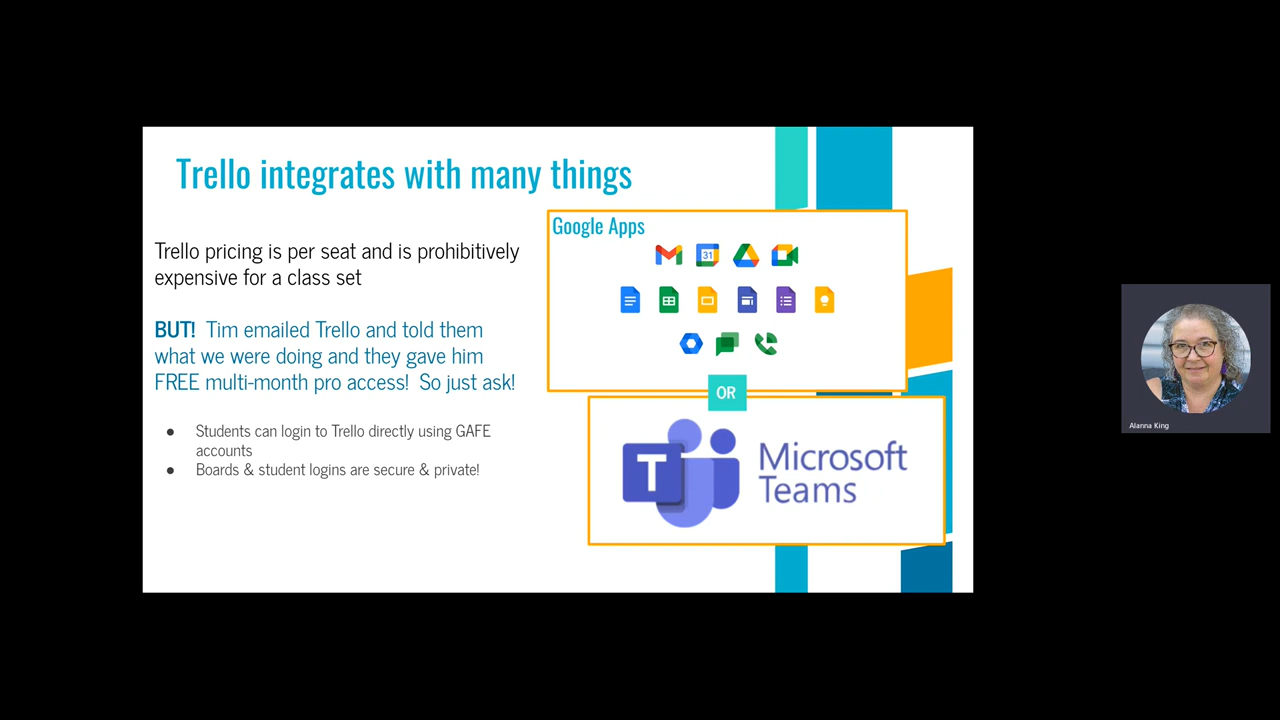 Trello integrates with many things
Trello pricing is per seat and is prohibitively
expensive for a class set
BUT! Tim emailed Trello and told them
what we were doing and they gave him
FREE multi-month pro access! So just ask!
● Students can login to Trello directly using GAFE
accounts
● Boards & student logins are secure & private!
Google Apps
31
OR
T
Microsoft
Teams
Alanna King